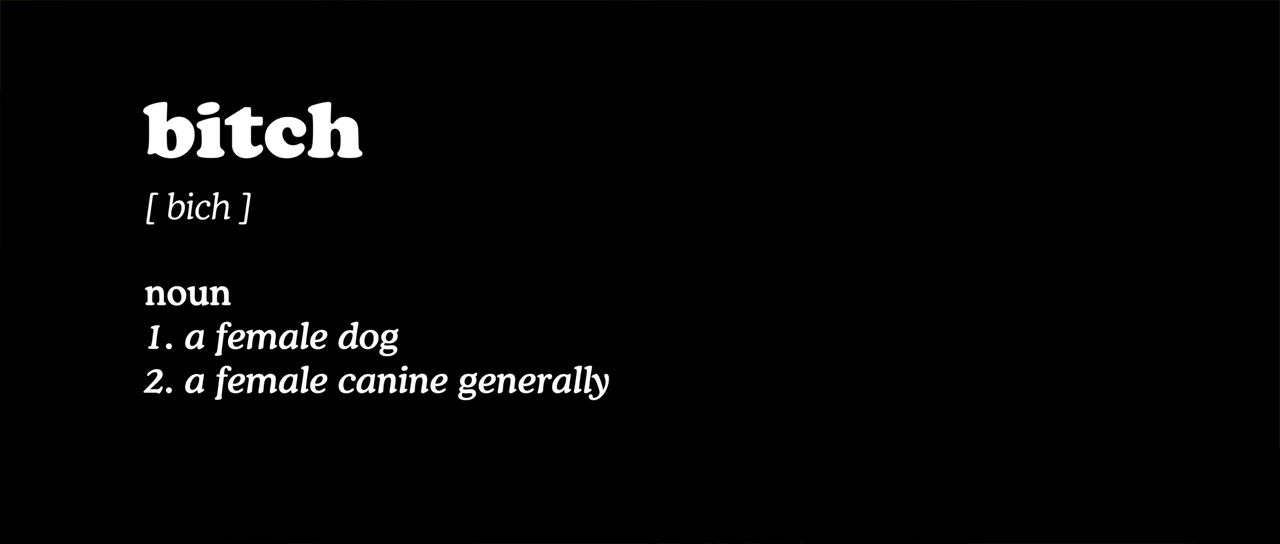 bitch
[ bich ]
noun
1. a female dog
2. a female canine generally